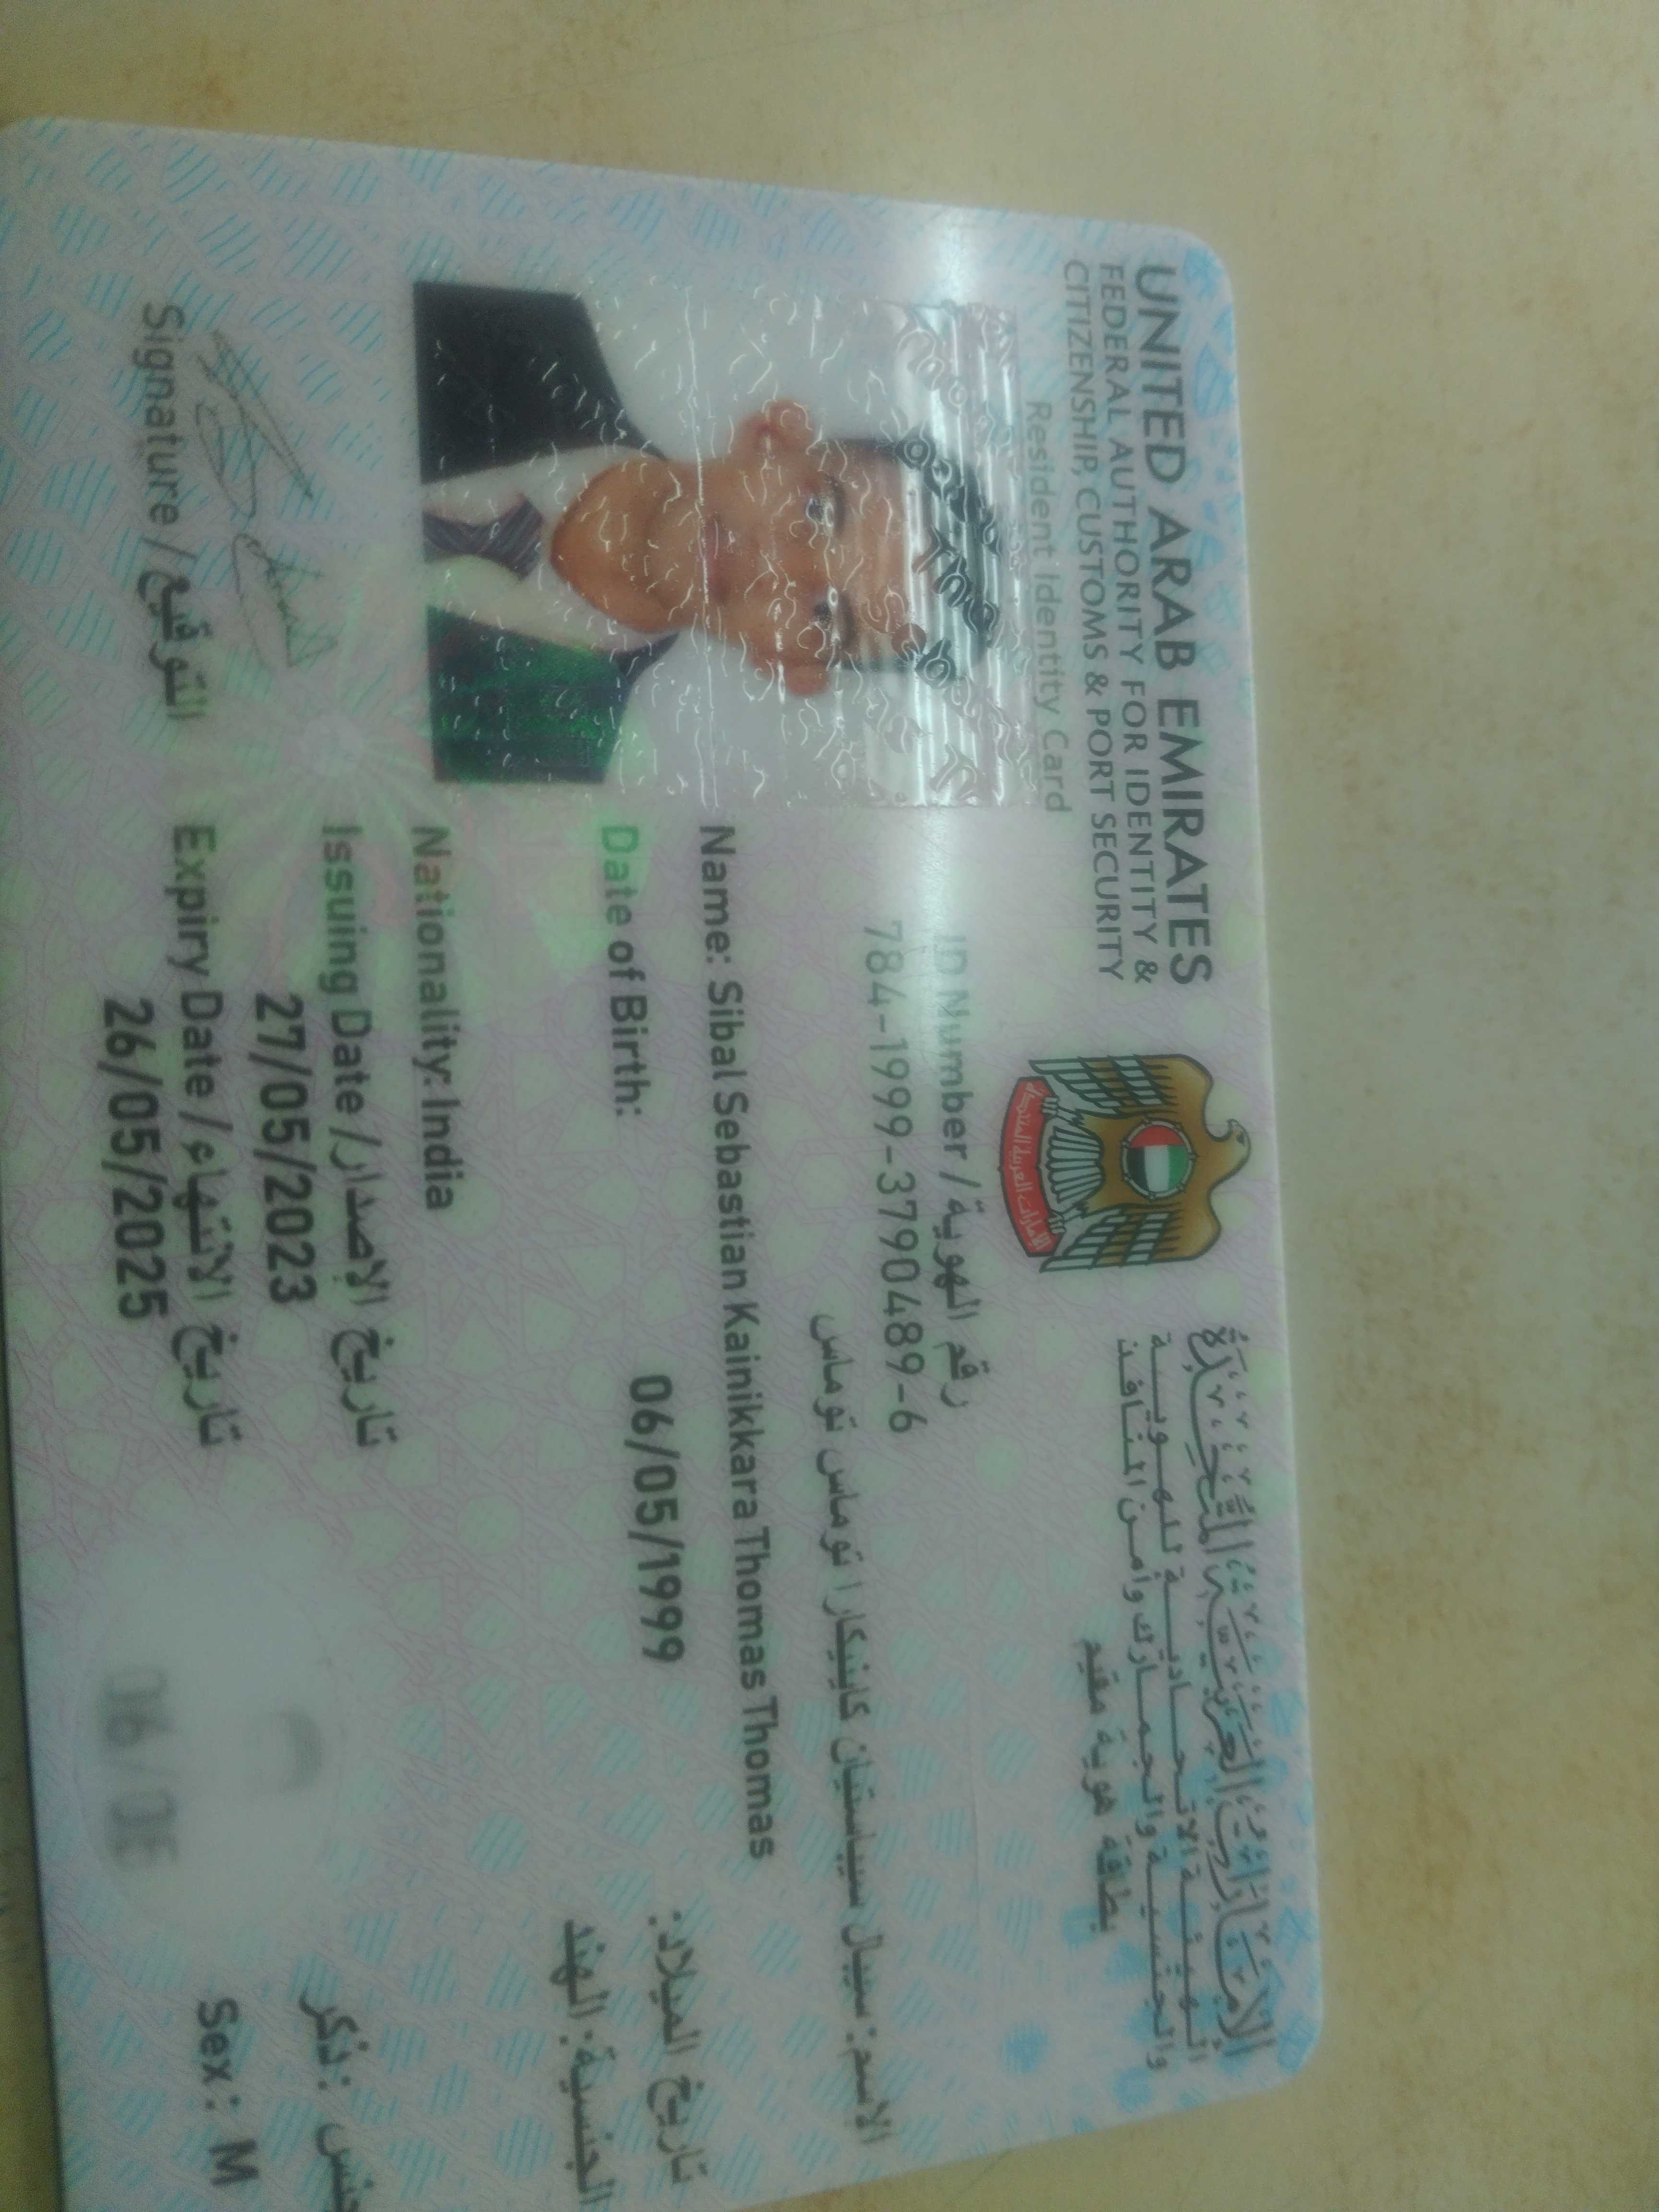 UNITED ARAB EMIRATES
FEDERAL AUTHORITY FOR IDENTITY &
CITIZENSHIP, CUSTOMS & PORT SECURITY
Resident Identity Card
الإمارات العربية المتحدة
الهيئة الاتحادية للهوية
والجنسية والجمارك وأمن المنافذ
بطاقة هوية مقيم
الإمارات العربية المتحدة
ID Number / رقم الهوية
784-1999-3790489-6
الاسم: سيبال سيباستيان كاينيكارا توماس توماس
Name: Sibal Sebastian Kainikkara Thomas Thomas
Date of Birth: 06/05/1999 تاريخ الميلاد:
Nationality: India الجنسية: الهند
Issuing Date / تاريخ الإصدار
27/05/2023
Expiry Date / تاريخ الانتهاء
26/05/2025
ذكر :
Sex: M
Signature / التوقيع